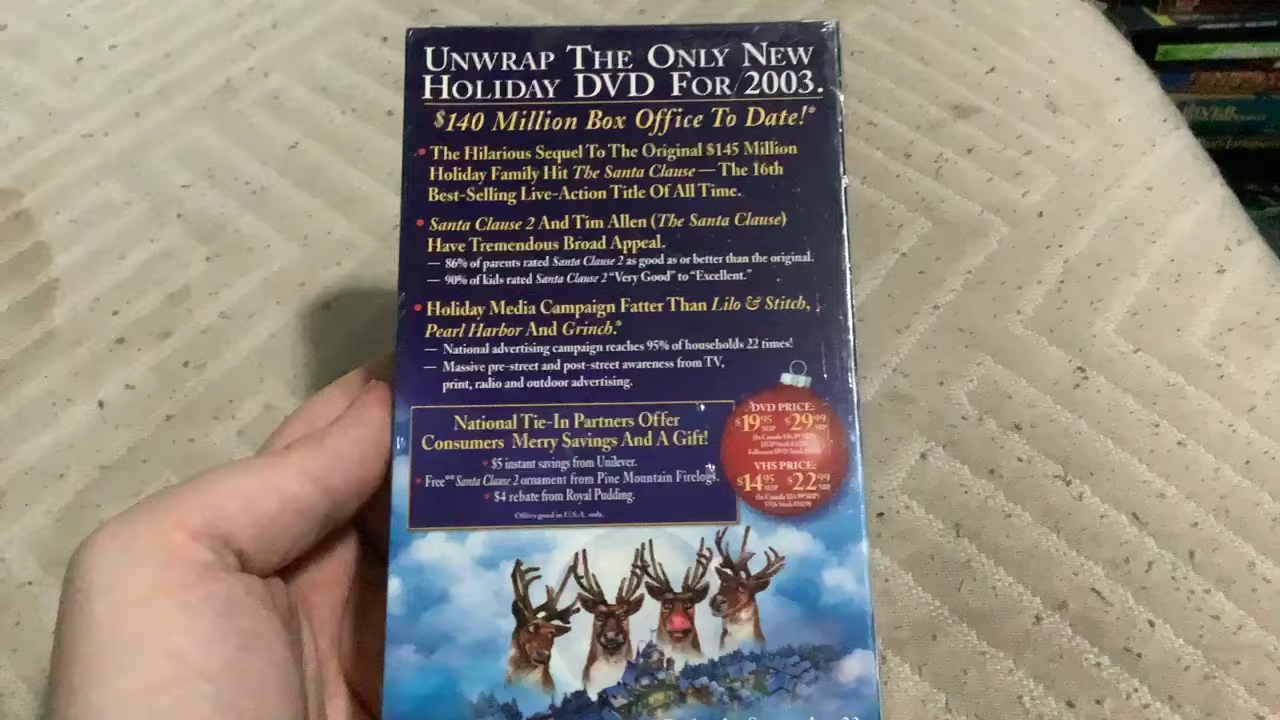 UNWRAP THE ONLY NEW
HOLIDAY DVD FOR 2003.
$140 Million Box Office To Date!*
• The Hilarious Sequel To The Original $145 Million
Holiday Family Hit The Santa Clause — The 16th
Best-Selling Live-Action Title Of All Time.
• Santa Clause 2 And Tim Allen (The Santa Clause)
Have Tremendous Broad Appeal.
— 86% of parents rated Santa Clause 2 as good as or better than the original.
— 90% of kids rated Santa Clause 2 "Very Good" to "Excellent."
• Holiday Media Campaign Fatter Than Lilo & Stitch,
Pearl Harbor And Grinch.*
— National advertising campaign reaches 95% of households 22 times!
— Massive pre-street and post-street awareness from TV,
print, radio and outdoor advertising.
National Tie-In Partners Offer
Consumers Merry Savings And A Gift!
• $5 instant savings from Unilever.
• Free** Santa Clause 2 ornament from Pine Mountain Firelogs.
• $4 rebate from Royal Pudding.
Offers good in U.S.A. only.
DVD PRICE:
$19.95 $29.99
VHS PRICE:
$14.95 $22.99